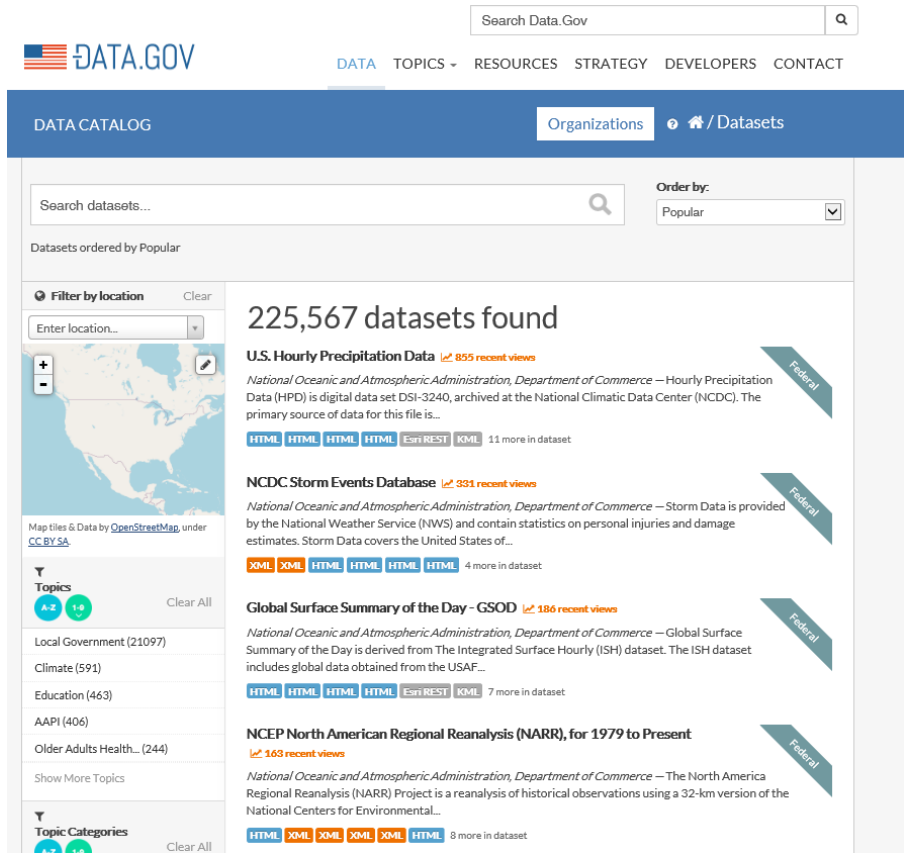 Search Data.Gov
DATA.GOV
DATA TOPICS RESOURCES STRATEGY DEVELOPERS CONTACT
DATA CATALOG
Organizations
? / Datasets
Search datasets...
Order by:
Popular
Datasets ordered by Popular
Filter by location Clear
Enter location...
+
-
Map tiles & Data by OpenStreetMap, under
CC BY SA.
Topics
A-Z 1-9 Clear All
Local Government (21097)
Climate (591)
Education (463)
AAPI (406)
Older Adults Health... (244)
Show More Topics
Topic Categories
A-Z 1-9 Clear All
225,567 datasets found
U.S. Hourly Precipitation Data 855 recent views
Federal
National Oceanic and Atmospheric Administration, Department of Commerce — Hourly Precipitation
Data (HPD) is digital data set DSI-3240, archived at the National Climatic Data Center (NCDC). The
primary source of data for this file is...
HTML HTML HTML HTML Esri REST KML 11 more in dataset
NCDC Storm Events Database 331 recent views
Federal
National Oceanic and Atmospheric Administration, Department of Commerce — Storm Data is provided
by the National Weather Service (NWS) and contain statistics on personal injuries and damage
estimates. Storm Data covers the United States of...
XML XML HTML HTML HTML HTML 4 more in dataset
Global Surface Summary of the Day - GSOD 186 recent views
Federal
National Oceanic and Atmospheric Administration, Department of Commerce — Global Surface
Summary of the Day is derived from The Integrated Surface Hourly (ISH) dataset. The ISH dataset
includes global data obtained from the USAF...
HTML HTML HTML HTML Esri REST KML 7 more in dataset
NCEP North American Regional Reanalysis (NARR), for 1979 to Present
163 recent views
Federal
National Oceanic and Atmospheric Administration, Department of Commerce — The North America
Regional Reanalysis (NARR) Project is a reanalysis of historical observations using a 32-km version of the
National Centers for Environmental...
HTML XML XML XML XML HTML 8 more in dataset